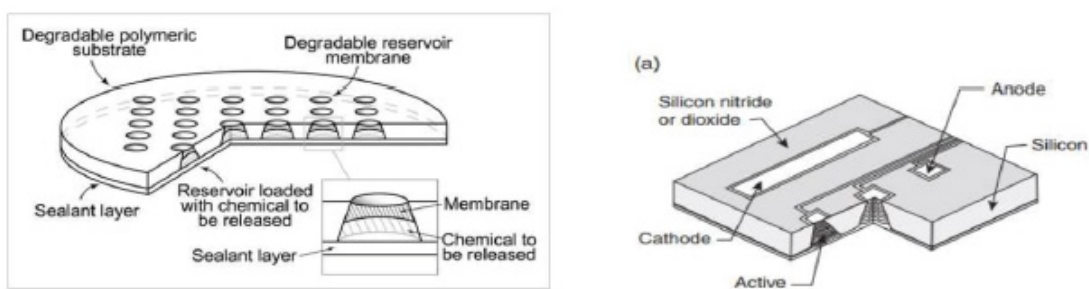 Degradable polymeric
substrate
Degradable reservoir
membrane
Sealant layer
Reservoir loaded
with chemical to
be released
Membrane
Chemical to
be released
Sealant layer
(a)
Silicon nitride
or dioxide
Anode
Silicon
Cathode
Active